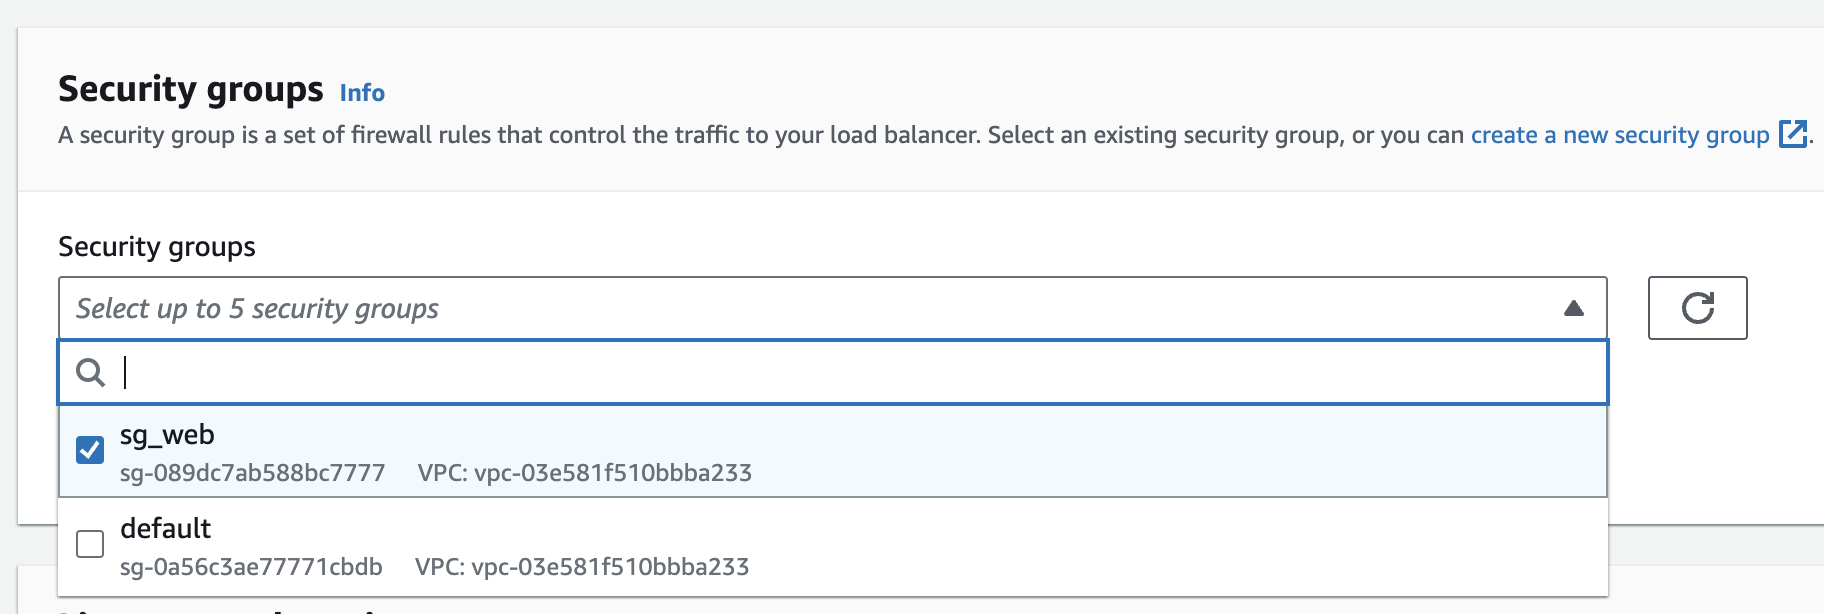 Security groups Info
A security group is a set of firewall rules that control the traffic to your load balancer. Select an existing security group, or you can create a new security group.
Security groups
Select up to 5 security groups
sg_web
sg-089dc7ab588bc7777 VPC: vpc-03e581f510bbba233
default
sg-0a56c3ae77771cbdb VPC: vpc-03e581f510bbba233